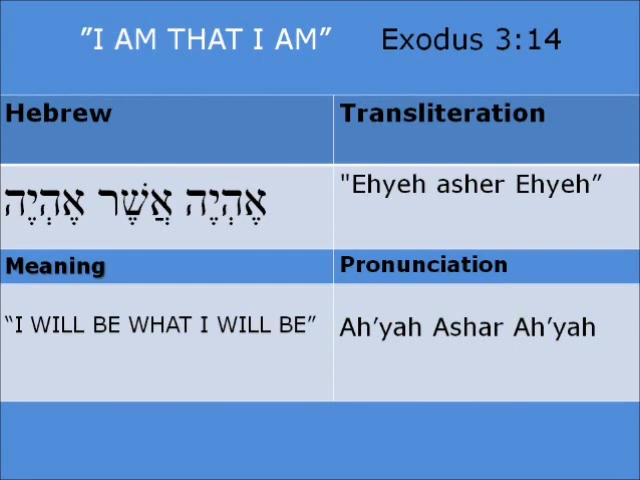 ”I AM THAT I AM” Exodus 3:14
Hebrew Transliteration
אֶהְיֶה אֲשֶׁר אֶהְיֶה "Ehyeh asher Ehyeh”
Meaning Pronunciation
“I WILL BE WHAT I WILL BE” Ah’yah Ashar Ah’yah